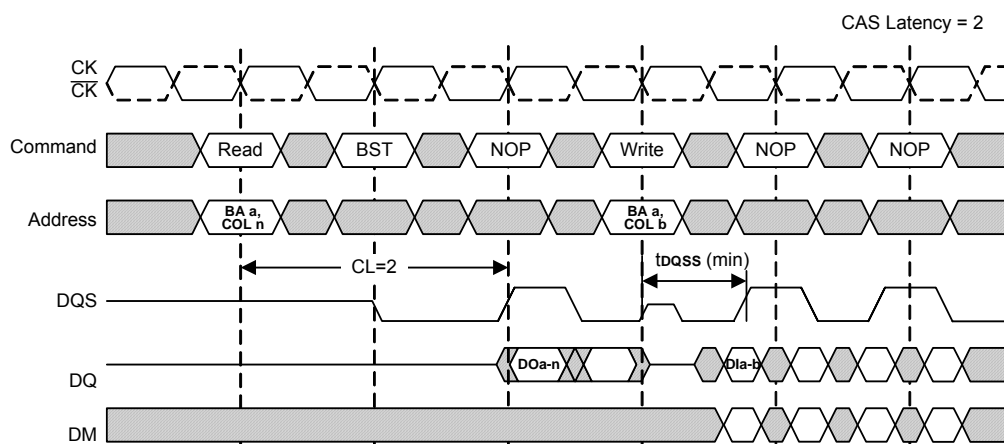 CAS Latency = 2
CK
CK
Command Read BST NOP Write NOP NOP
Address BA a, COL n BA a, COL b
CL=2 tDQSS (min)
DQS
DQ DOa-n DIa-b
DM